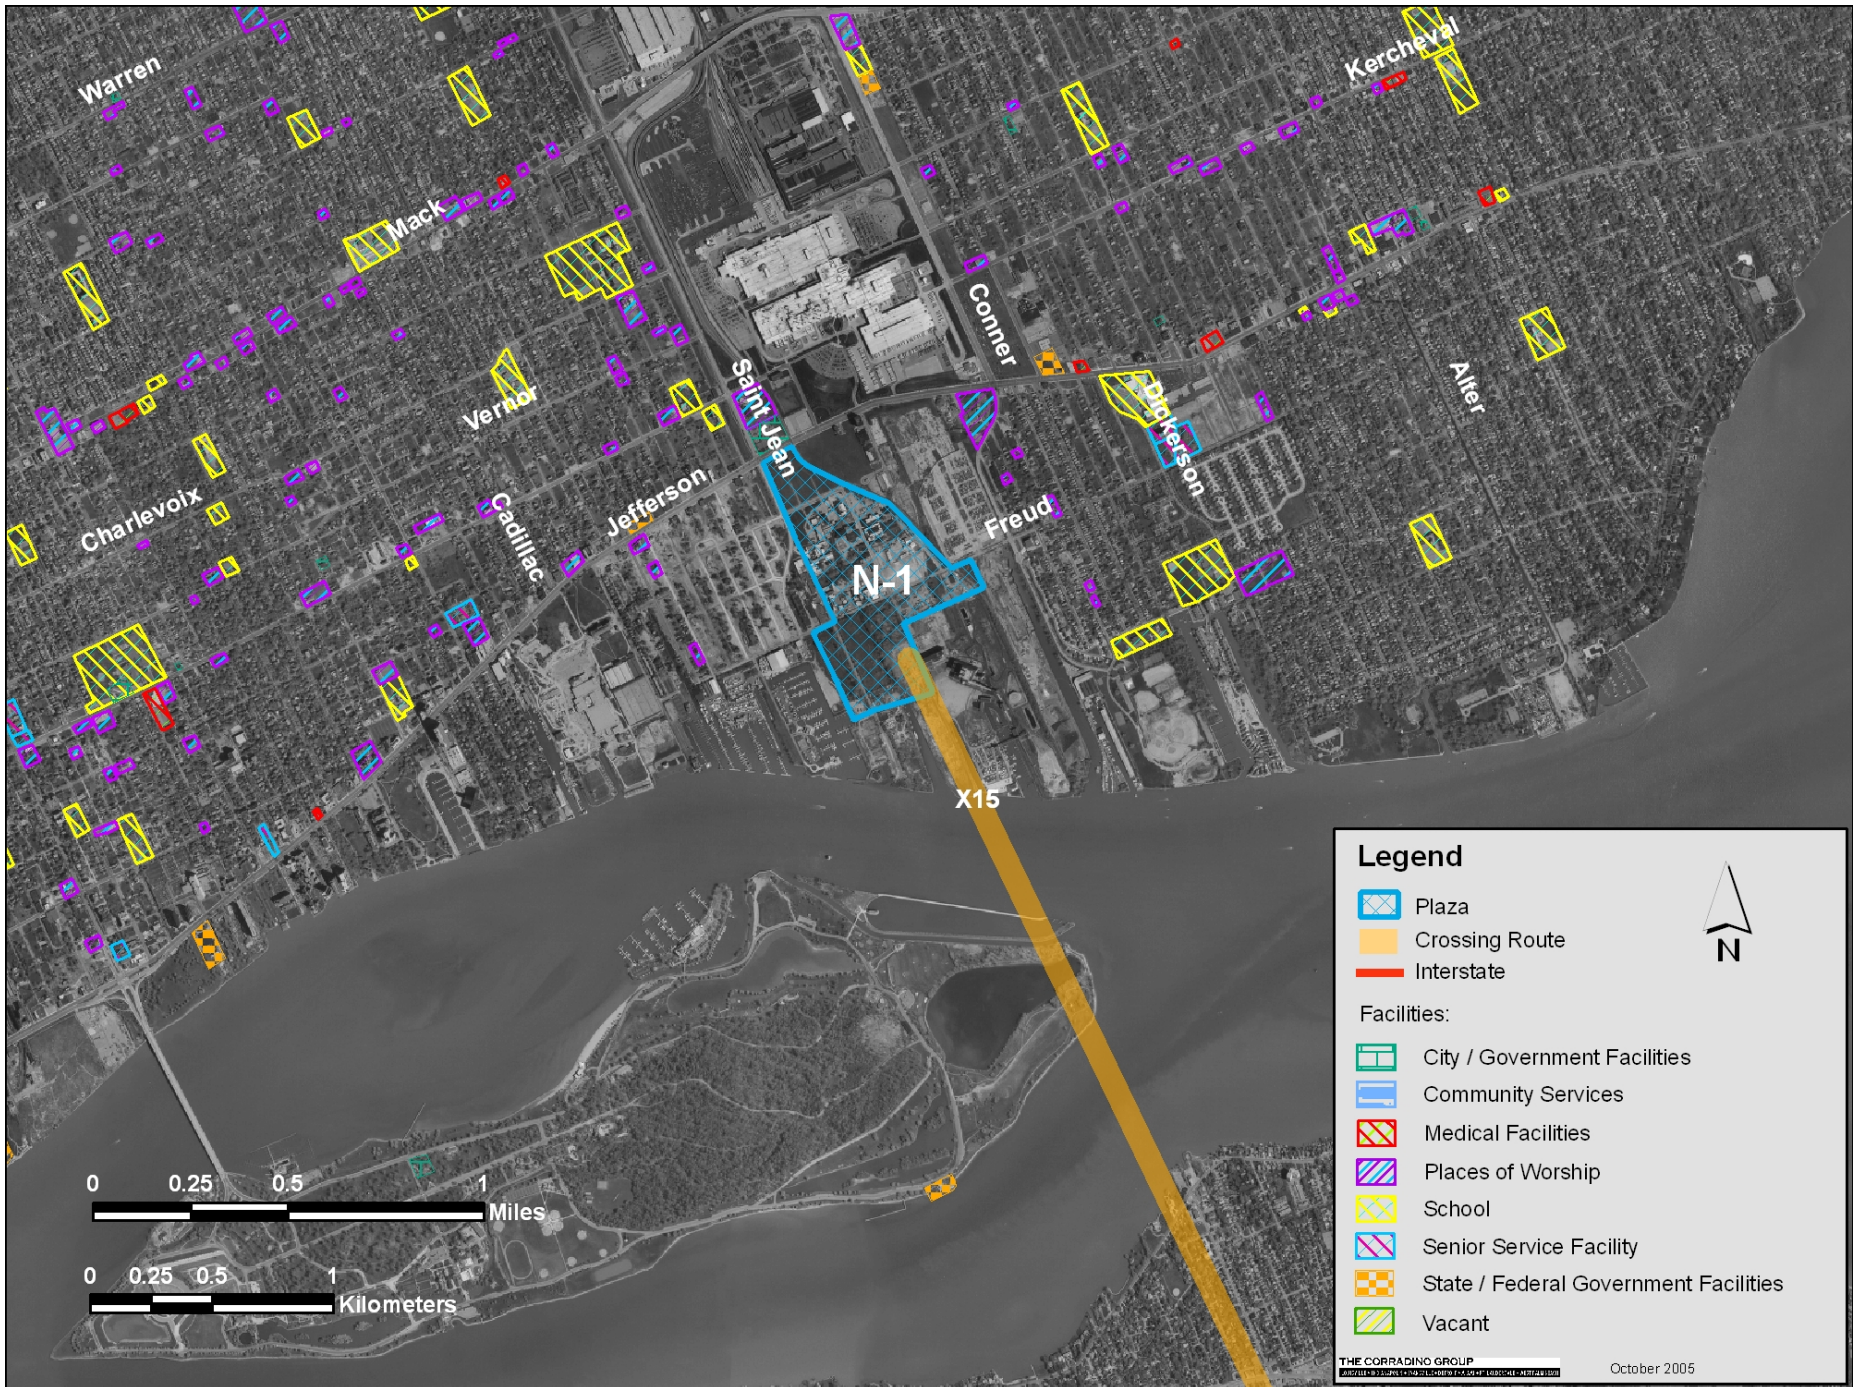 Warren
Kercheval
Mack
Conner
Saint Jean
Alter
Vernor
Dickerson
Charlevoix
Cadillac
Jefferson
Freud
N-1
X15
0 0.25 0.5 1
Miles
0 0.25 0.5 1
Kilometers
Legend
Plaza
Crossing Route
Interstate
N
Facilities:
City / Government Facilities
Community Services
Medical Facilities
Places of Worship
School
Senior Service Facility
State / Federal Government Facilities
Vacant
THE CORRADINO GROUP
October 2005